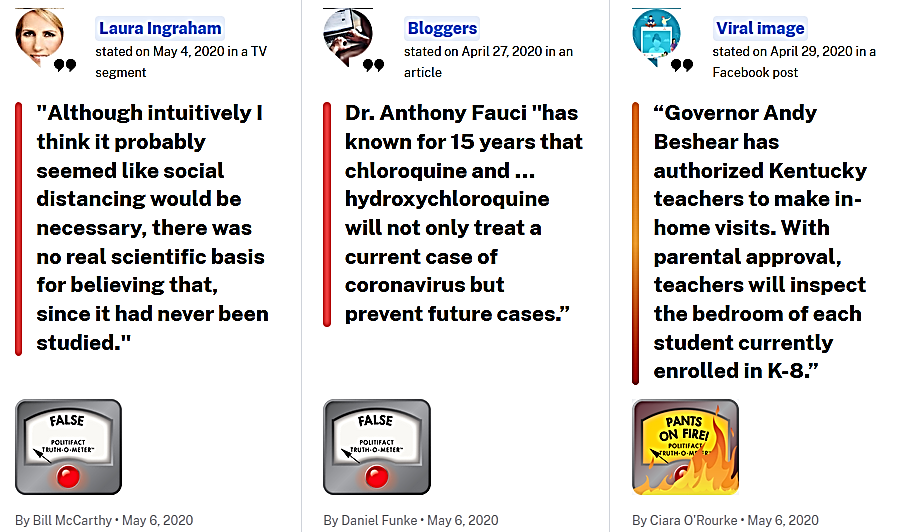 Laura Ingraham
stated on May 4, 2020 in a TV
segment
"Although intuitively I
think it probably
seemed like social
distancing would be
necessary, there was
no real scientific basis
for believing that,
since it had never been
studied."
FALSE
POLITIFACT
TRUTH-O-METER™
By Bill McCarthy • May 6, 2020
Bloggers
stated on April 27, 2020 in an
article
Dr. Anthony Fauci "has
known for 15 years that
chloroquine and ...
hydroxychloroquine
will not only treat a
current case of
coronavirus but
prevent future cases.”
FALSE
POLITIFACT
TRUTH-O-METER™
By Daniel Funke • May 6, 2020
Viral image
stated on April 29, 2020 in a
Facebook post
“Governor Andy
Beshear has
authorized Kentucky
teachers to make in-
home visits. With
parental approval,
teachers will inspect
the bedroom of each
student currently
enrolled in K-8.”
PANTS
ON FIRE!
POLITIFACT
TRUTH-O-METER™
By Ciara O'Rourke • May 6, 2020